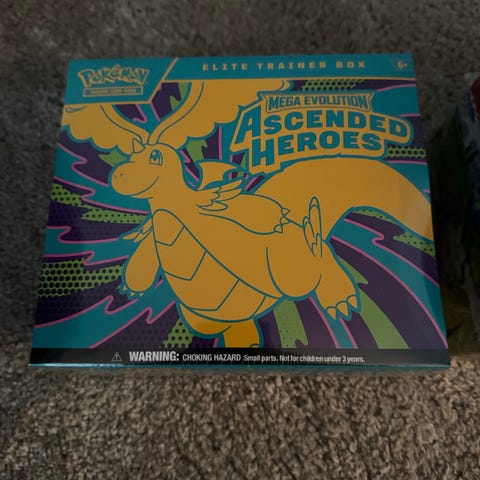 POKéMON
TRADING CARD GAME
ELITE TRAINER BOX
6+
MEGA EVOLUTION
ASCENDED
HEROES
WARNING: CHOKING HAZARD Small parts. Not for children under 3 years.